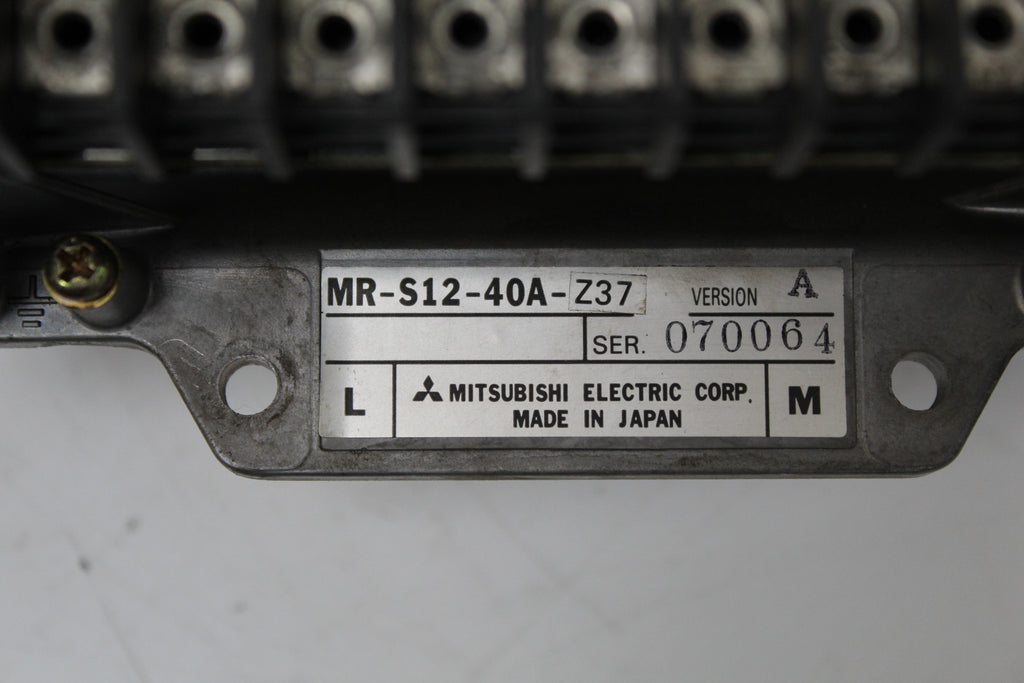 MR-S12-40A-Z37 VERSION A
SER. 070064
L MITSUBISHI ELECTRIC CORP. M
MADE IN JAPAN